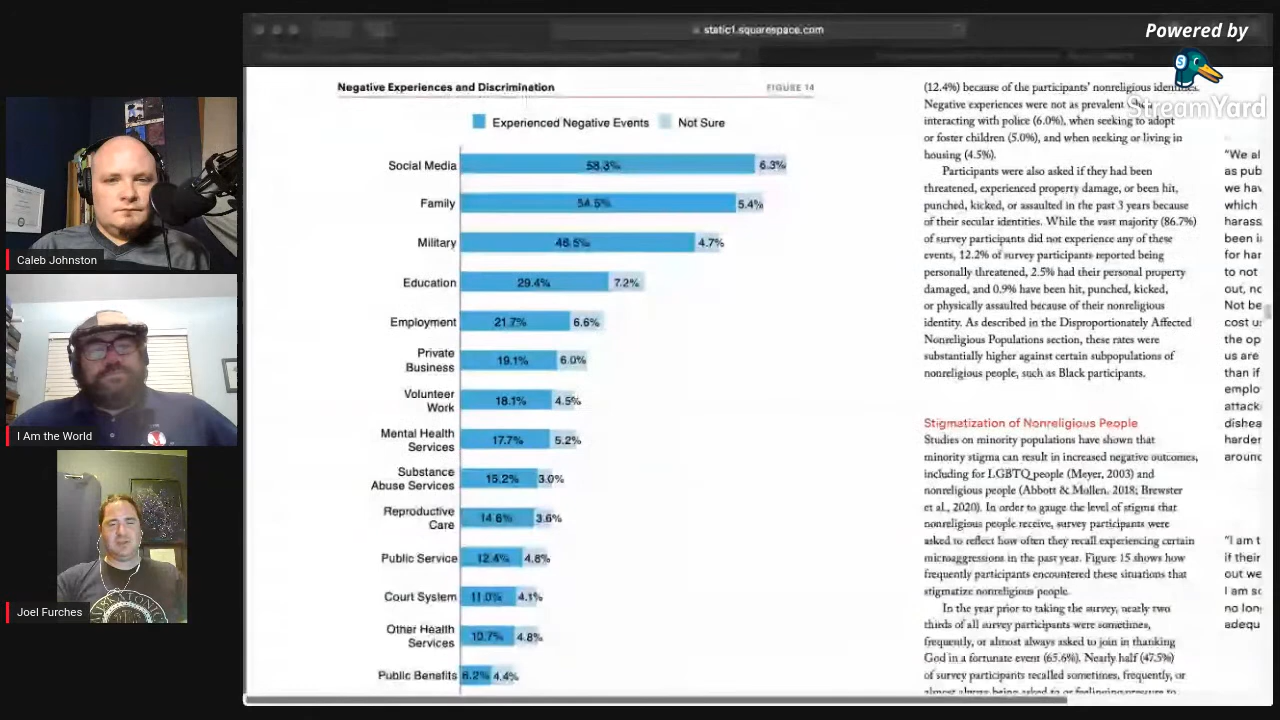 static1.squarespace.com
Powered by
StreamYard
Caleb Johnston
I Am the World
Joel Furches
Negative Experiences and Discrimination
FIGURE 14
Experienced Negative Events
Not Sure
Social Media 58.3% 6.3%
Family 54.5% 5.4%
Military 46.5% 4.7%
Education 29.4% 7.2%
Employment 21.7% 6.6%
Private
Business 19.1% 6.0%
Volunteer
Work 18.1% 4.5%
Mental Health
Services 17.7% 5.2%
Substance
Abuse Services 15.2% 3.0%
Reproductive
Care 14.6% 3.6%
Public Service 12.4% 4.8%
Court System 11.0% 4.1%
Other Health
Services 10.7% 4.8%
Public Benefits 6.2% 4.4%
(12.4%) because of the participants' nonreligious identities.
Negative experiences were not as prevalent
interacting with police (6.0%), when seeking to adopt
or foster children (5.0%), and when seeking or living in
housing (4.5%).
Participants were also asked if they had been
threatened, experienced property damage, or been hit,
punched, kicked, or assaulted in the past 3 years because
of their secular identities. While the vast majority (86.7%)
of survey participants did not experience any of these
events, 12.2% of survey participants reported being
personally threatened, 2.5% had their personal property
damaged, and 0.9% have been hit, punched, kicked,
or physically assaulted because of their nonreligious
identity. As described in the Disproportionately Affected
Nonreligious Populations section, these rates were
substantially higher against certain subpopulations of
nonreligious people, such as Black participants.
Stigmatization of Nonreligious People
Studies on minority populations have shown that
minority stigma can result in increased negative outcomes,
including for LGBTQ people (Meyer, 2003) and
nonreligious people (Abbott & Mollen, 2018; Brewster
et al., 2020). In order to gauge the level of stigma that
nonreligious people receive, survey participants were
asked to reflect how often they recall experiencing certain
microaggressions in the past year. Figure 15 shows how
frequently participants encountered these situations that
stigmatize nonreligious people.
In the year prior to taking the survey, nearly two
thirds of all survey participants were sometimes,
frequently, or almost always asked to join in thanking
God in a fortunate event (65.6%). Nearly half (47.5%)
of survey participants recalled sometimes, frequently, or
almost always being asked to or feeling pressure to
"We al
as pub
we hav
which
harass
been i
for har
to not
out, no
Not be
cost us
the op
us are
than if
emplo
attack
dishea
harder
around
"I am t
if their
out we
I am so
no lon
adequ